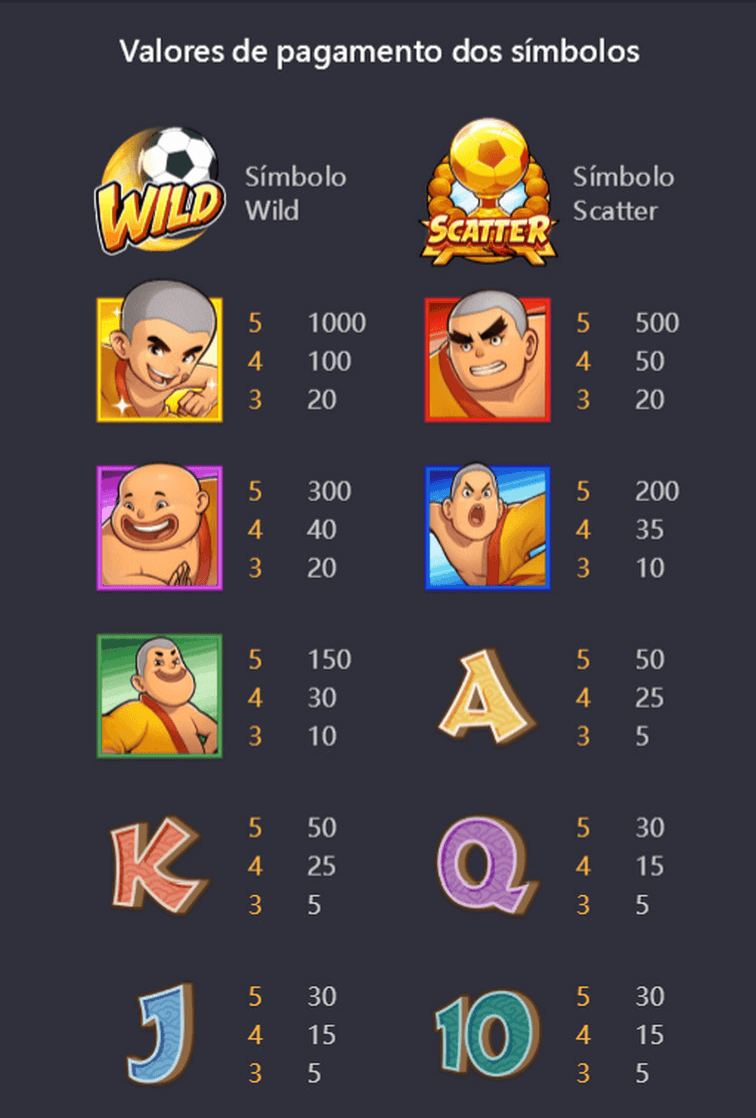 Valores de pagamento dos símbolos
WILD
Símbolo
Wild
SCATTER
Símbolo
Scatter
5 1000
4 100
3 20
5 500
4 50
3 20
5 300
4 40
3 20
5 200
4 35
3 10
5 150
4 30
3 10
A
5 50
4 25
3 5
K
5 50
4 25
3 5
Q
5 30
4 15
3 5
J
5 30
4 15
3 5
10
5 30
4 15
3 5